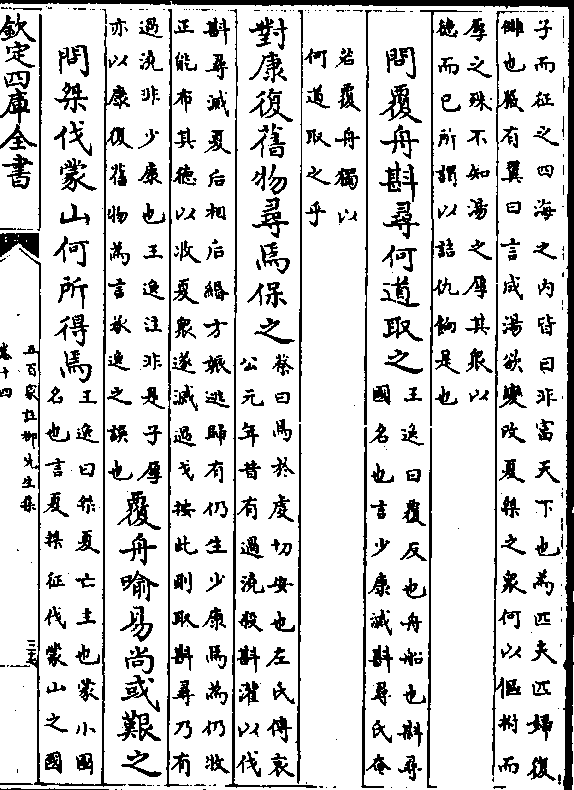 子而征之四海之內皆曰非富天下也為匹夫匹婦復
讎也殷有翼曰言成湯欲變改夏桀之衆何以傴拊而
厚之殊不知湯之厚其衆以
德而已所謂以誥仇餉是也
問覆舟斟尋何道取之
王逸曰覆反也舟船也斟尋
國名也言少康滅斟尋氏奄
若覆舟獨以
何道取之乎
對康復舊物尋焉保之
蔡曰焉於虔切安也左氏傳哀
公元年昔有過澆殺斟灌以伐
斟尋滅夏后相后緡方娠逃歸有仍生少康焉為仍牧
正能布其德以收夏衆遂滅過戈按此則取斟尋乃有
過澆非少康也王逸注非是子厚
亦以康復舊物為言承逸之誤也
覆舟喻易尚或艱之
問桀伐蒙山何所得焉
王逸曰桀夏亡主也蒙小國
名也言夏桀征伐蒙山之國
欽定四庫全書
五百家註柳先生集
卷十四